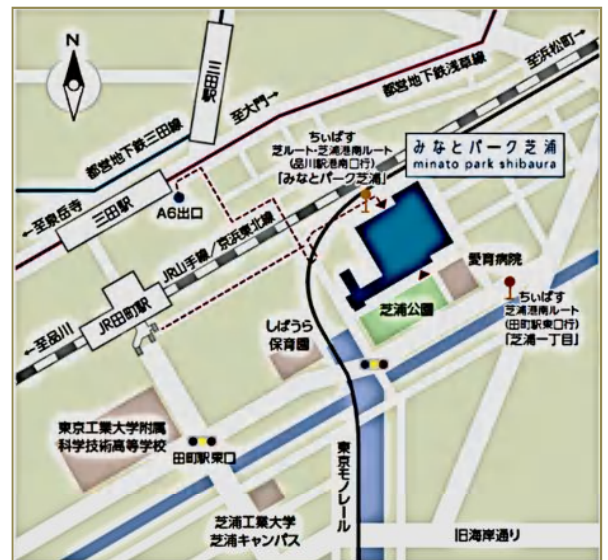 N
至浜松町→
都営地下鉄浅草線
三田駅
至大門→
都営地下鉄三田線
ちぃばす
芝ルート・芝浦港南ルート
(品川駅港南口行)
「みなとパーク芝浦」
みなとパーク芝浦
minato park shibaura
三田駅
A6出口
←至泉岳寺
JR山手線/京浜東北線
JR田町駅
←至品川
愛育病院
芝浦公園
ちぃばす
芝浦港南ルート
(田町駅東口行)
「芝浦一丁目」
しばうら
保育園
東京工業大学附属
科学技術高等学校
田町駅東口
東京モノレール
芝浦工業大学
芝浦キャンパス
旧海岸通り